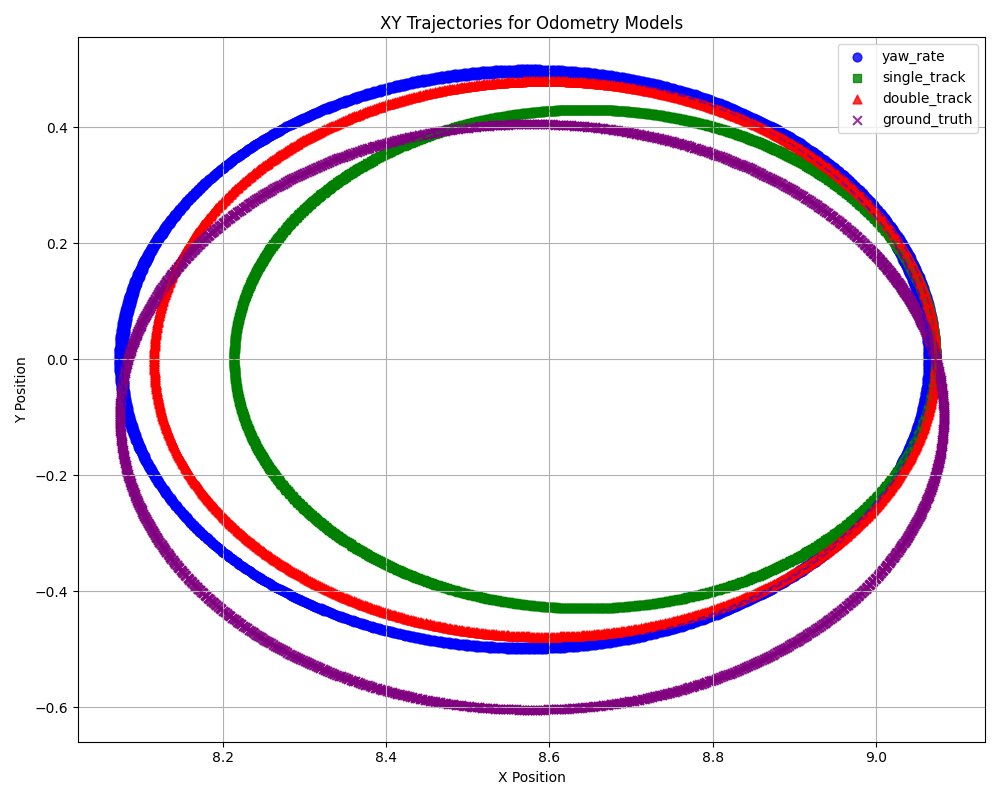 XY Trajectories for Odometry Models
yaw_rate
single_track
double_track
ground_truth
0.4
0.2
0.0
−0.2
−0.4
−0.6
Y Position
8.2
8.4
8.6
8.8
9.0
X Position